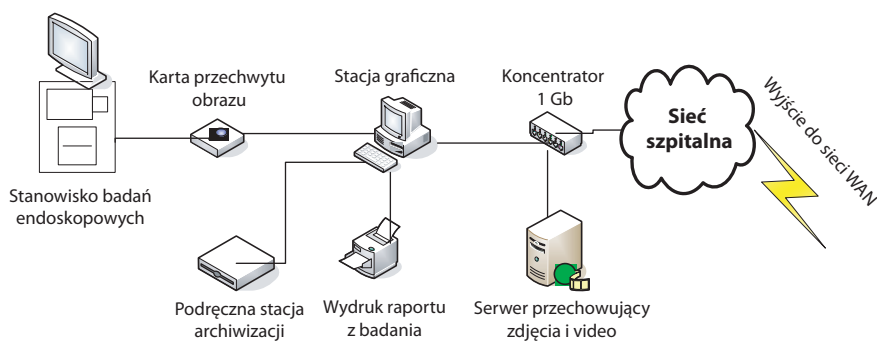 Karta przechwytu
obrazu
Stacja graficzna
Koncentrator
1 Gb
Sieć
szpitalna
Wyjście do sieci WAN
Stanowisko badań
endoskopowych
Podręczna stacja
archiwizacji
Wydruk raportu
z badania
Serwer przechowujący
zdjęcia i video